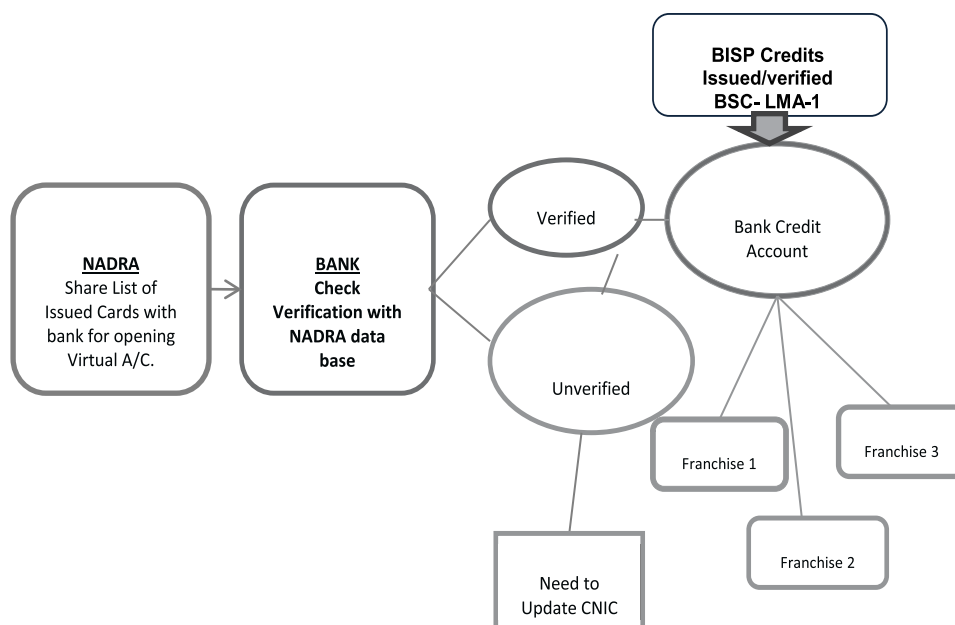 BISP Credits
Issued/verified
BSC- LMA-1
NADRA
Share List of
Issued Cards with
bank for opening
Virtual A/C.
BANK
Check
Verification with
NADRA data
base
Verified
Unverified
Bank Credit
Account
Franchise 1
Franchise 3
Franchise 2
Need to
Update CNIC